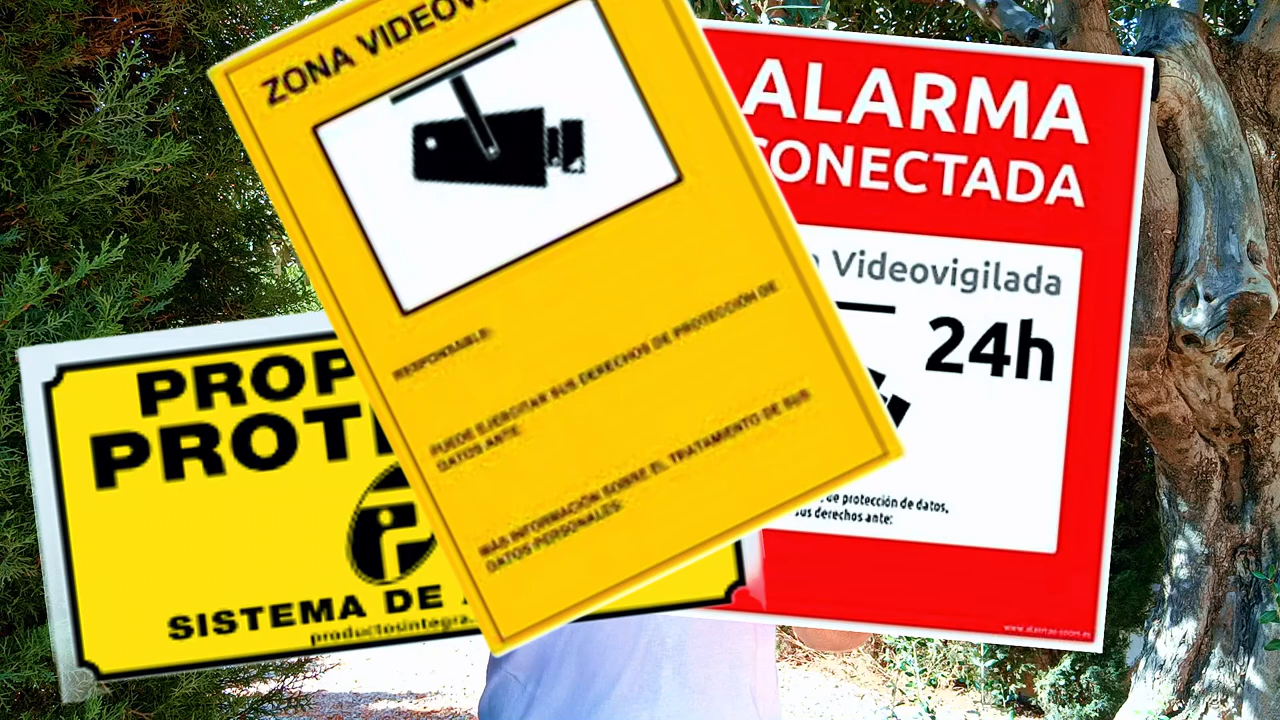 ZONA VIDEOV
RESPONSABLE:
PUEDE EJERCITAR SUS DERECHOS DE PROTECCIÓN DE
DATOS ANTE:
MÁS INFORMACIÓN SOBRE EL TRATAMIENTO DE SUS
DATOS PERSONALES:
ALARMA
CONECTADA
Videovigilada
24h
de protección de datos,
sus derechos ante:
PROP
PROT
SISTEMA DE A
productosintegra